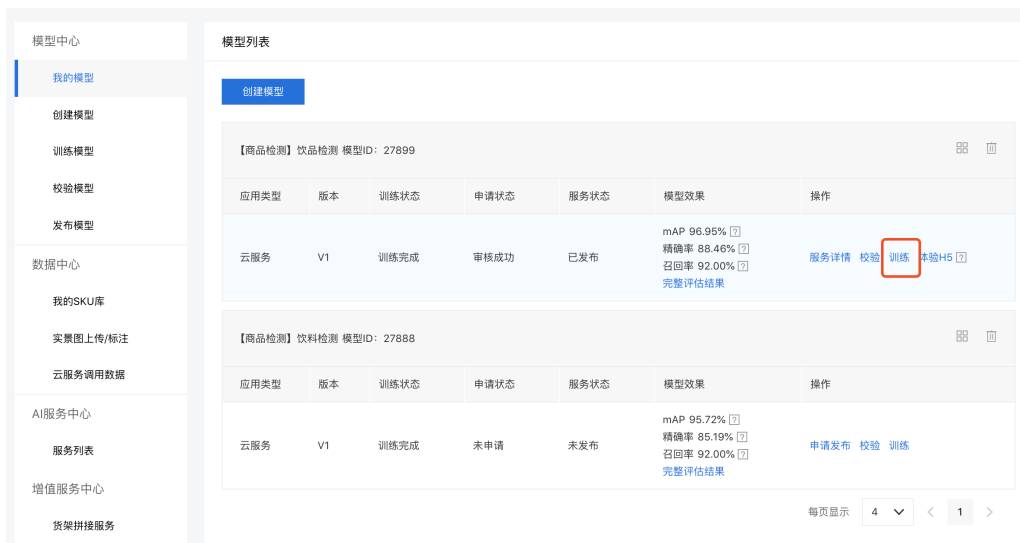 模型中心
我的模型
创建模型
训练模型
校验模型
发布模型
数据中心
我的SKU库
实景图上传/标注
云服务调用数据
AI服务中心
服务列表
增值服务中心
货架拼接服务
模型列表
创建模型
【商品检测】饮品检测 模型ID：27899
应用类型 版本 训练状态 申请状态 服务状态 模型效果 操作
云服务 V1 训练完成 审核成功 已发布
mAP 96.95% ?
精确率 88.46% ?
召回率 92.00% ?
完整评估结果
服务详情 校验 训练 体验H5 ?
【商品检测】饮料检测 模型ID：27888
应用类型 版本 训练状态 申请状态 服务状态 模型效果 操作
云服务 V1 训练完成 未申请 未发布
mAP 95.72% ?
精确率 85.19% ?
召回率 92.00% ?
完整评估结果
申请发布 校验 训练
每页显示 4 < 1 >